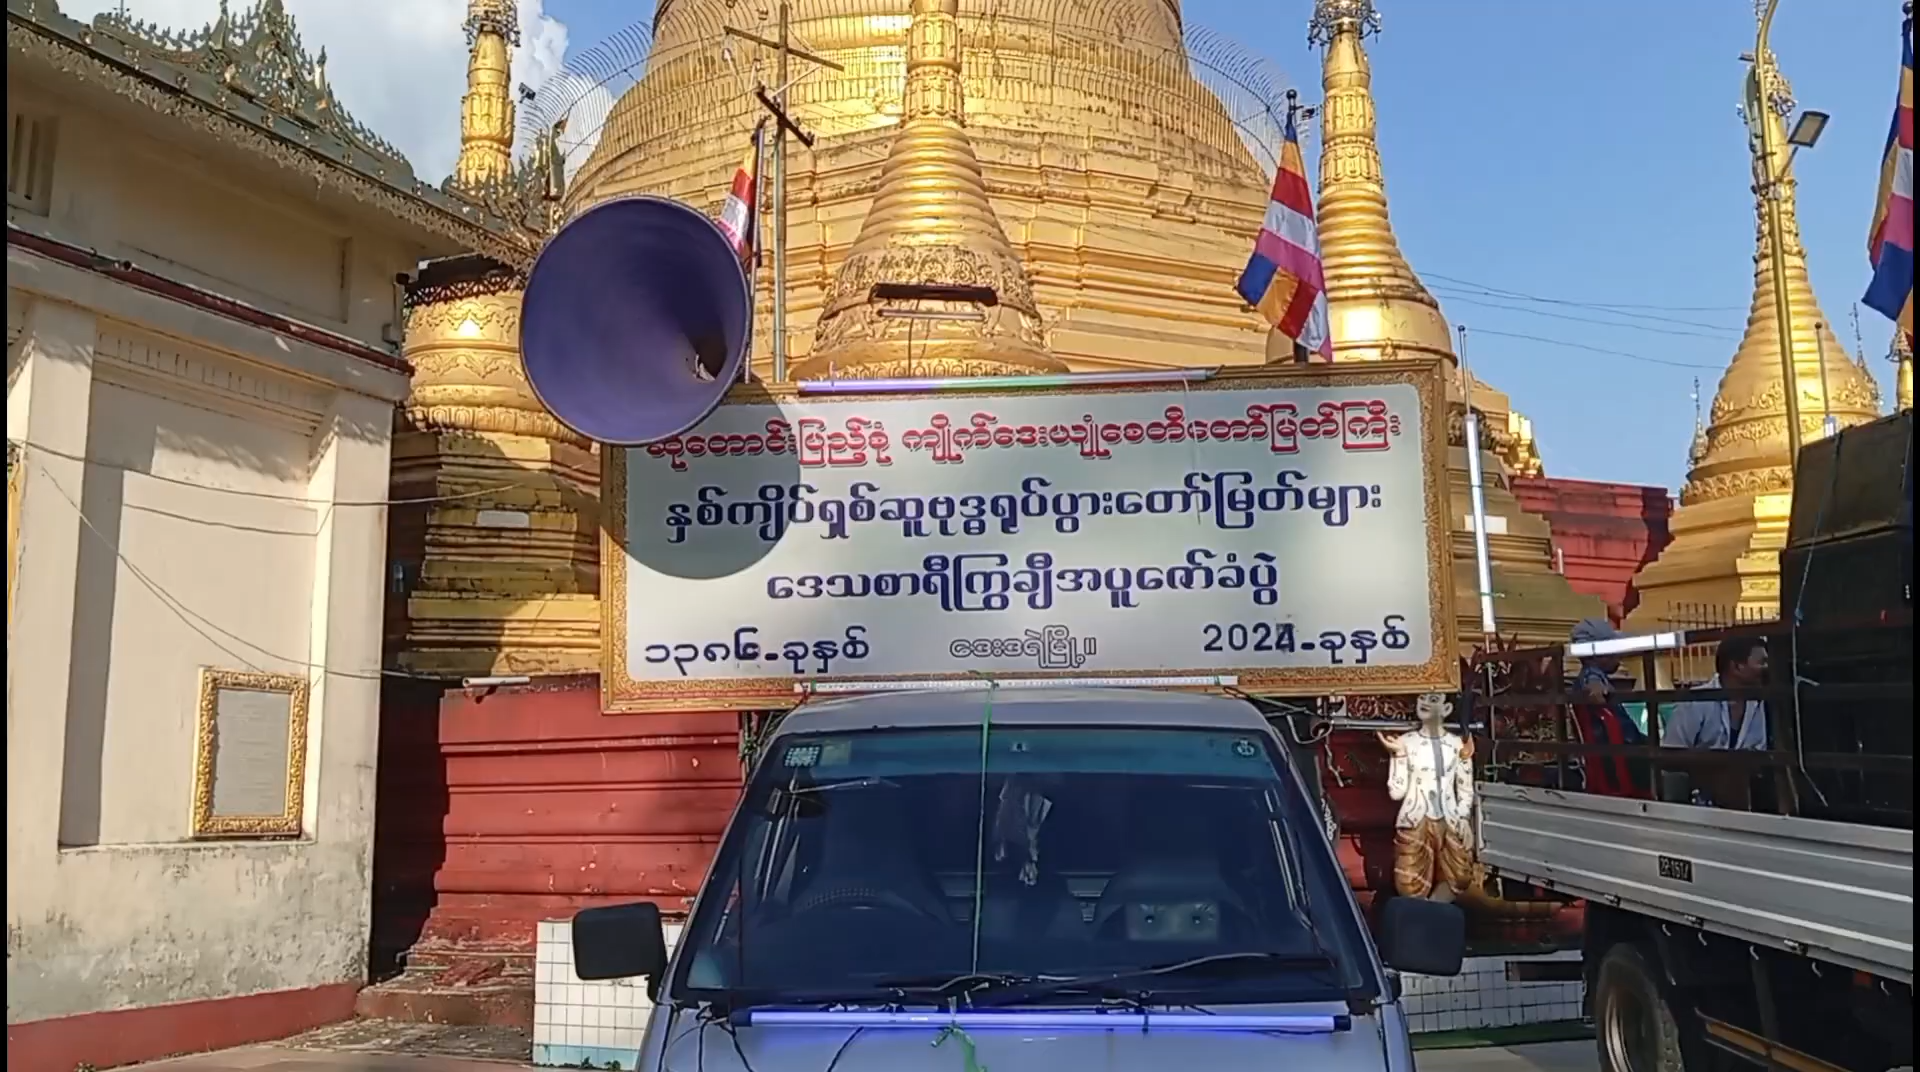 ဆုတောင်းပြည့်စုံ ကျိုက်ဒေးယျုံစေတီတော်မြတ်ကြီး
နှစ်ကျိပ်ရှစ်ဆူဗုဒ္ဓရုပ်ပွားတော်မြတ်များ
ဒေသစာရီကြွချီအပူဇော်ခံပွဲ
၁၃၈၆-ခုနှစ် ဒေးဒရဲမြို့။ 2024-ခုနှစ်